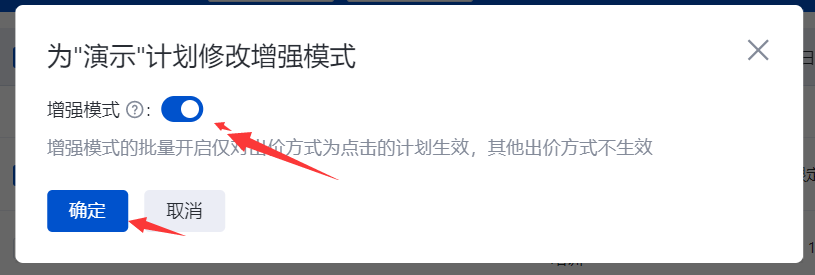 为"演示"计划修改增强模式
日
增强模式 ?：
增强模式的批量开启仅对出价方式为点击的计划生效，其他出价方式不生效
确定 取消
1